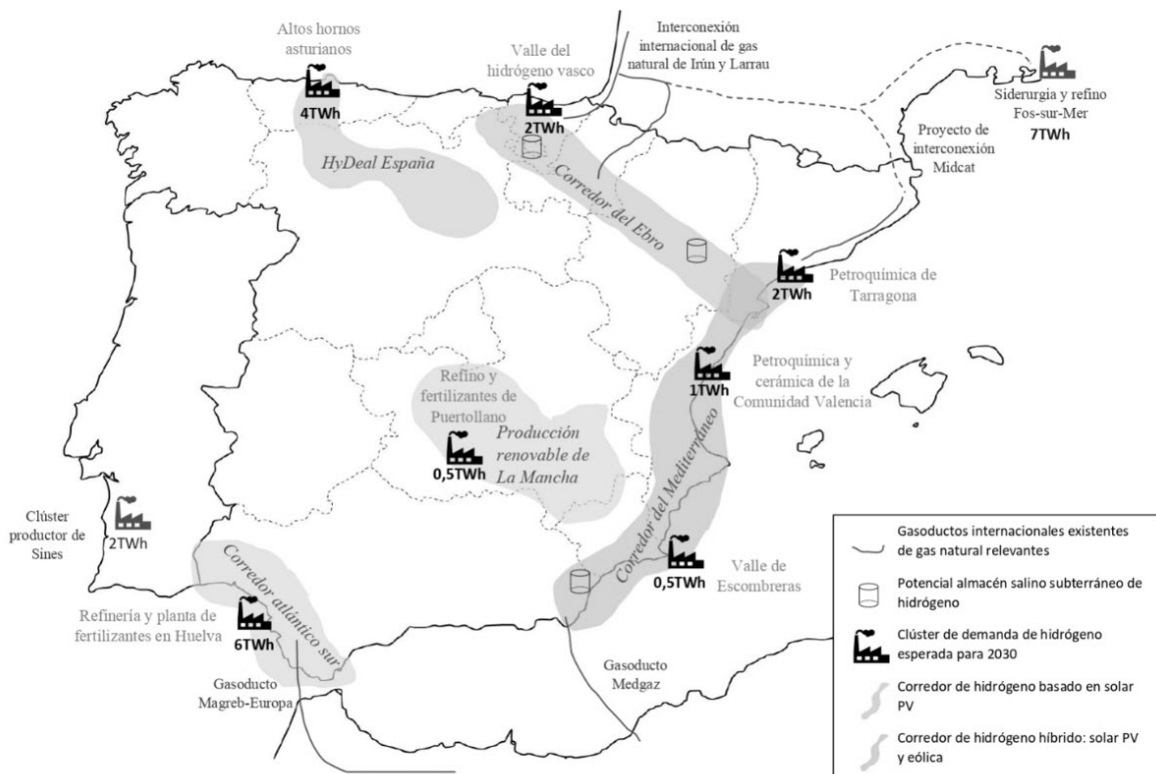 Altos hornos
asturianos
4TWh
HyDeal España
Valle del
hidrógeno vasco
2TWh
Interconexión
internacional de gas
natural de Irún y Larrau
Siderurgia y refino
Fos-sur-Mer
7TWh
Proyecto de
interconexión
Midcat
Corredor del Ebro
2TWh
Petroquímica de
Tarragona
1TWh
Petroquímica y
cerámica de la
Comunidad Valencia
Refino y
fertilizantes de
Puertollano
0,5TWh
Producción
renovable de
La Mancha
Corredor del Mediterráneo
Clúster
productor de
Sines
2TWh
0,5TWh
Valle de
Escombreras
Corredor atlántico sur
Refinería y planta de
fertilizantes en Huelva
6TWh
Gasoducto
Magreb-Europa
Gasoducto
Medgaz
Gasoductos internacionales existentes
de gas natural relevantes
Potencial almacén salino subterráneo de
hidrógeno
Clúster de demanda de hidrógeno
esperada para 2030
Corredor de hidrógeno basado en solar
PV
Corredor de hidrógeno híbrido: solar PV
y eólica